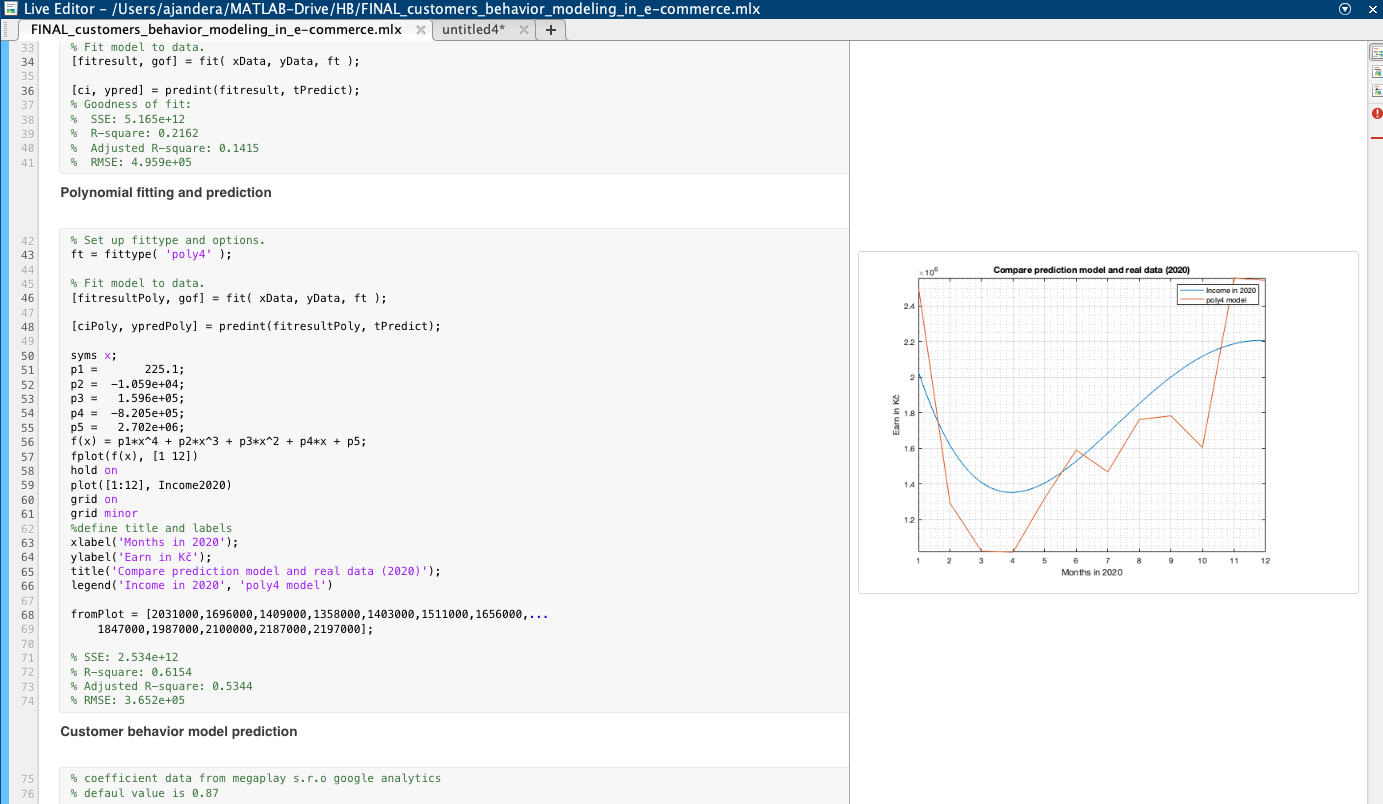 Live Editor - /Users/ajandera/MATLAB-Drive/HB/FINAL_customers_behavior_modeling_in_e-commerce.mlx
FINAL_customers_behavior_modeling_in_e-commerce.mlx
untitled4*
33 % Fit model to data.
34 [fitresult, gof] = fit( xData, yData, ft );
35
36 [ci, ypred] = predint(fitresult, tPredict);
37 % Goodness of fit:
38 %  SSE: 5.165e+12
39 %  R-square: 0.2162
40 %  Adjusted R-square: 0.1415
41 %  RMSE: 4.959e+05
Polynomial fitting and prediction
42 % Set up fittype and options.
43 ft = fittype( 'poly4' );
44
45 % Fit model to data.
46 [fitresultPoly, gof] = fit( xData, yData, ft );
47
48 [ciPoly, ypredPoly] = predint(fitresultPoly, tPredict);
49
50 syms x;
51 p1 =       225.1;
52 p2 =  -1.059e+04;
53 p3 =   1.596e+05;
54 p4 =  -8.205e+05;
55 p5 =   2.702e+06;
56 f(x) = p1*x^4 + p2*x^3 + p3*x^2 + p4*x + p5;
57 fplot(f(x), [1 12])
58 hold on
59 plot([1:12], Income2020)
60 grid on
61 grid minor
62 %define title and labels
63 xlabel('Months in 2020');
64 ylabel('Earn in Kč');
65 title('Compare prediction model and real data (2020)');
66 legend('Income in 2020', 'poly4 model')
67
68 fromPlot = [2031000,1696000,1409000,1358000,1403000,1511000,1656000,...
69     1847000,1987000,2100000,2187000,2197000];
70
71 % SSE: 2.534e+12
72 % R-square: 0.6154
73 % Adjusted R-square: 0.5344
74 % RMSE: 3.652e+05
Customer behavior model prediction
75 % coefficient data from megaplay s.r.o google analytics
76 % defaul value is 0.87
×10^6
Compare prediction model and real data (2020)
Income in 2020
poly4 model
2.4
2.2
2
1.8
1.6
1.4
1.2
Earn in Kč
1 2 3 4 5 6 7 8 9 10 11 12
Months in 2020